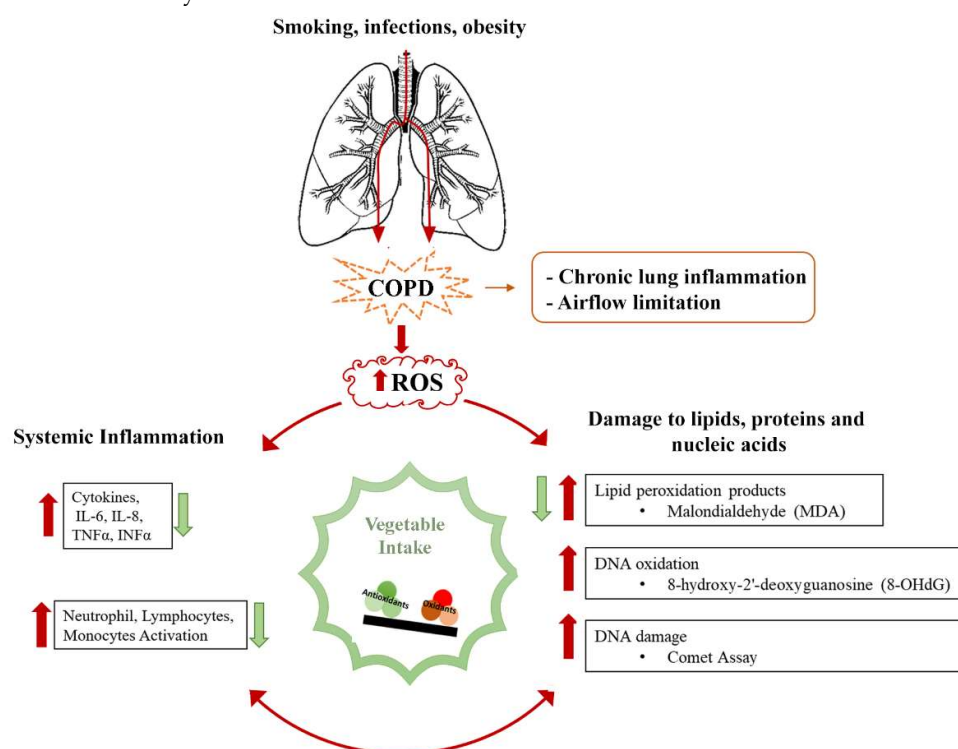 Smoking, infections, obesity
COPD
- Chronic lung inflammation
- Airflow limitation
ROS
Systemic Inflammation
Damage to lipids, proteins and
nucleic acids
Cytokines,
IL-6, IL-8,
TNFα, INFα
Neutrophil, Lymphocytes,
Monocytes Activation
Vegetable
Intake
Antioxidants
Oxidants
Lipid peroxidation products
• Malondialdehyde (MDA)
DNA oxidation
• 8-hydroxy-2'-deoxyguanosine (8-OHdG)
DNA damage
• Comet Assay